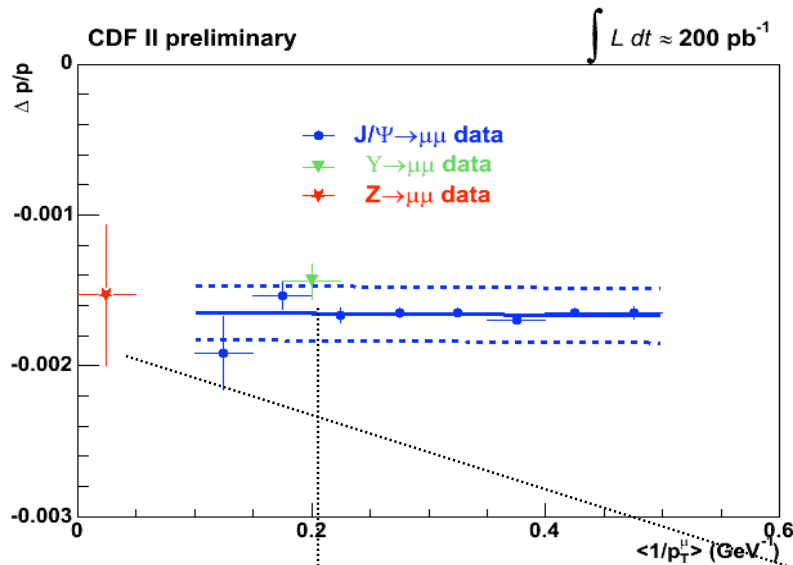 CDF II preliminary
∫ L dt ≈ 200 pb⁻¹
Δ p/p
0
-0.001
-0.002
-0.003
J/Ψ→μμ data
Υ→μμ data
Z→μμ data
0 0.2 0.4 0.6
<1/p_T^μ> (GeV⁻¹)